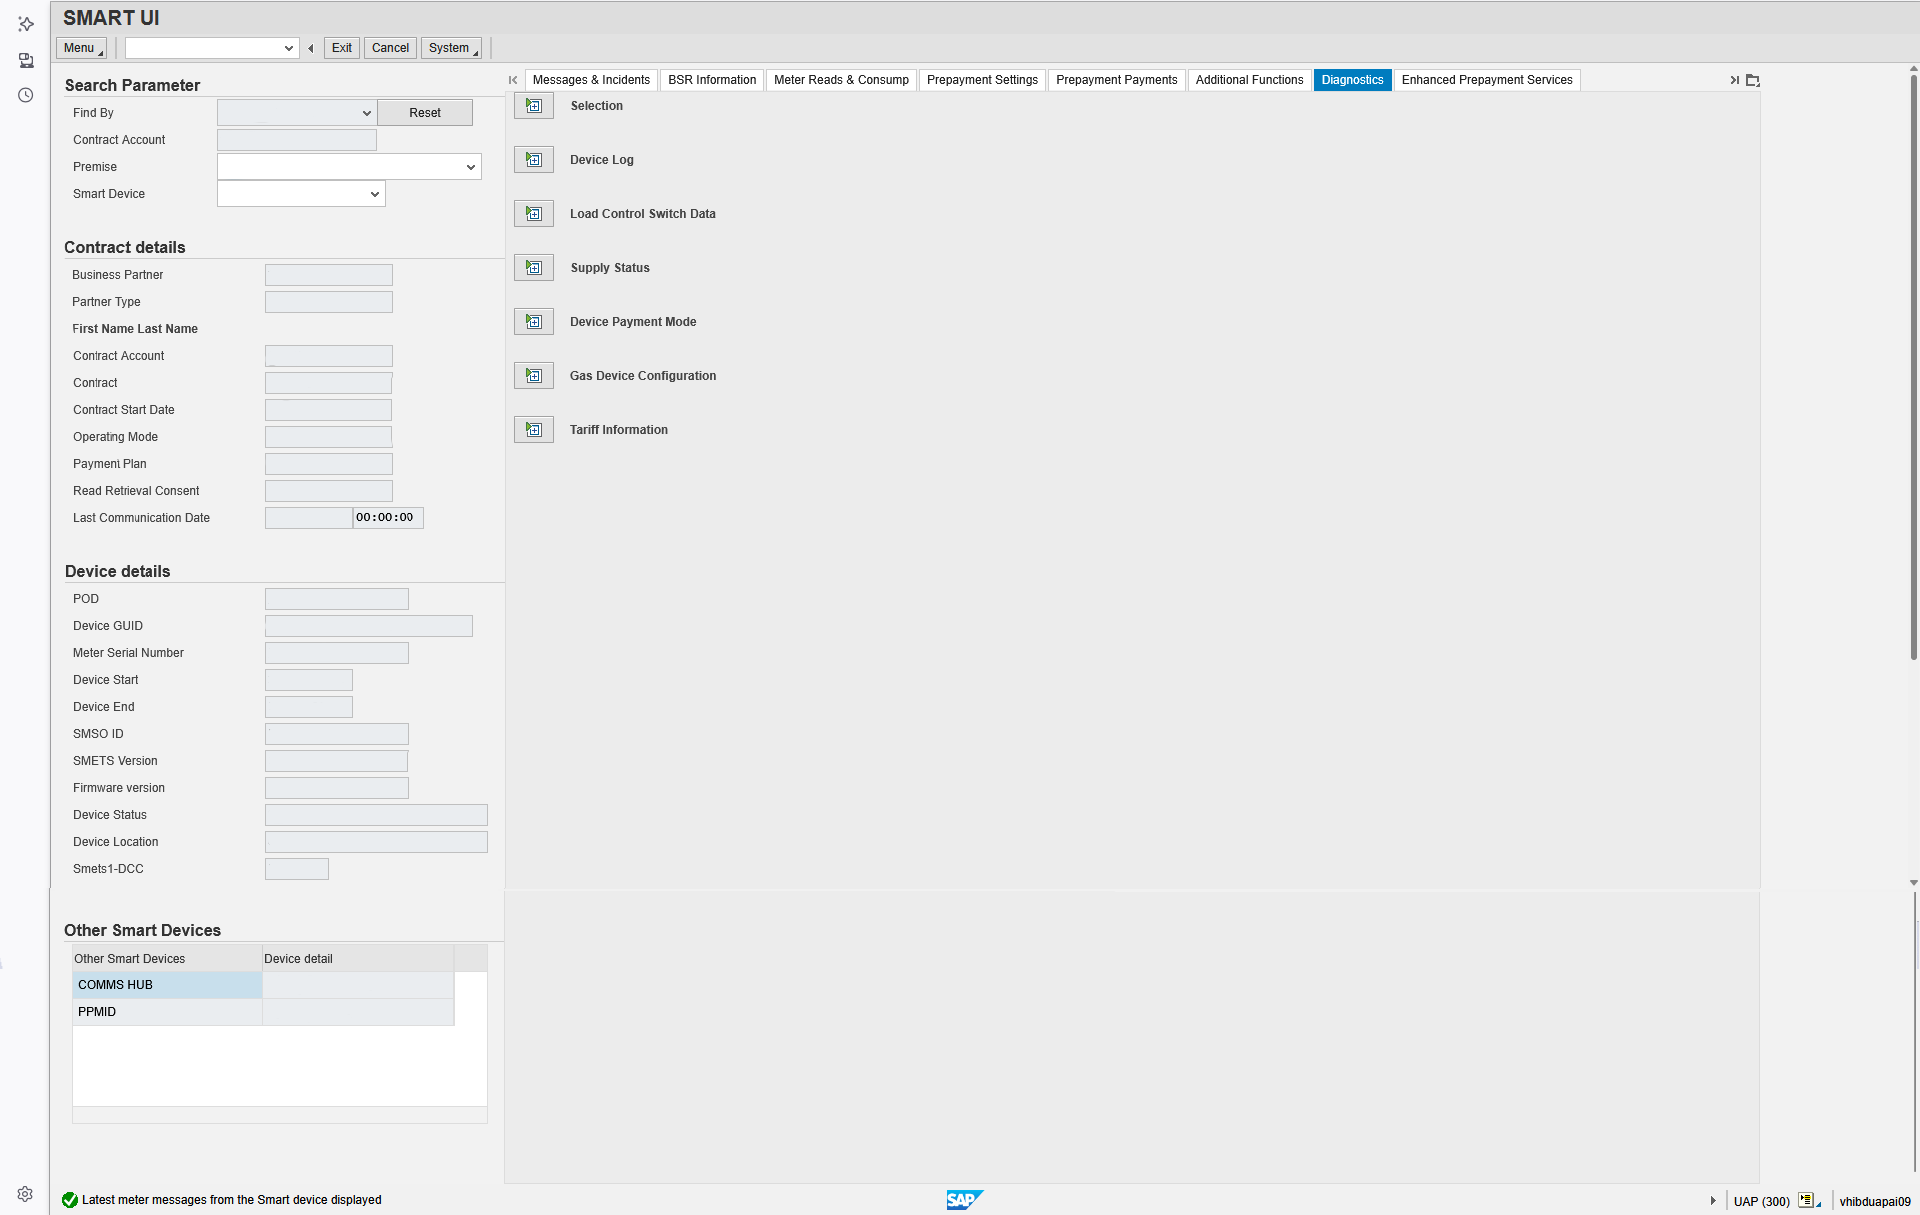 SMART UI
Menu
Exit
Cancel
System
Search Parameter
Find By
Reset
Contract Account
Premise
Smart Device
Contract details
Business Partner
Partner Type
First Name Last Name
Contract Account
Contract
Contract Start Date
Operating Mode
Payment Plan
Read Retrieval Consent
Last Communication Date 00:00:00
Device details
POD
Device GUID
Meter Serial Number
Device Start
Device End
SMSO ID
SMETS Version
Firmware version
Device Status
Device Location
Smets1-DCC
Other Smart Devices
Other Smart Devices Device detail
COMMS HUB
PPMID
Messages & Incidents
BSR Information
Meter Reads & Consump
Prepayment Settings
Prepayment Payments
Additional Functions
Diagnostics
Enhanced Prepayment Services
Selection
Device Log
Load Control Switch Data
Supply Status
Device Payment Mode
Gas Device Configuration
Tariff Information
Latest meter messages from the Smart device displayed
SAP
UAP (300)
vhibduapai09